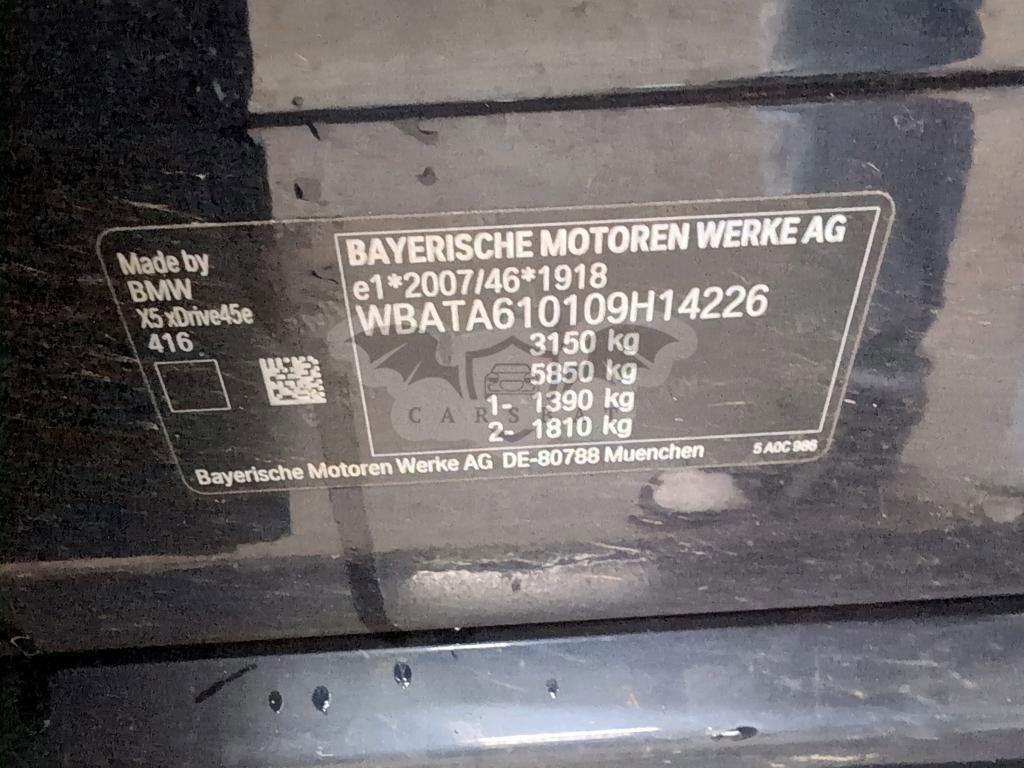 Made by
BMW
X5 xDrive45e
416
BAYERISCHE MOTOREN WERKE AG
e1*2007/46*1918
WBATA610109H14226
3150 kg
5850 kg
1- 1390 kg
2- 1810 kg
Bayerische Motoren Werke AG DE-80788 Muenchen
5 A0C 986